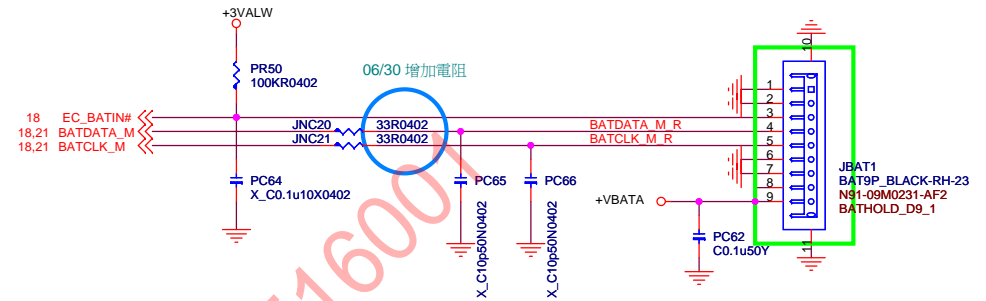 +3VALW
PR50
100KR0402
06/30 增加電阻
18 EC_BATIN#
18,21 BATDATA_M
18,21 BATCLK_M
JNC20 33R0402
JNC21 33R0402
BATDATA_M_R
BATCLK_M_R
PC64
X_C0.1u10X0402
PC65
X_C10p50N0402
PC66
X_C10p50N0402
+VBATA
PC62
C0.1u50Y
10
1
2
3
4
5
6
7
8
9
11
JBAT1
BAT9P_BLACK-RH-23
N91-09M0231-AF2
BATHOLD_D9_1